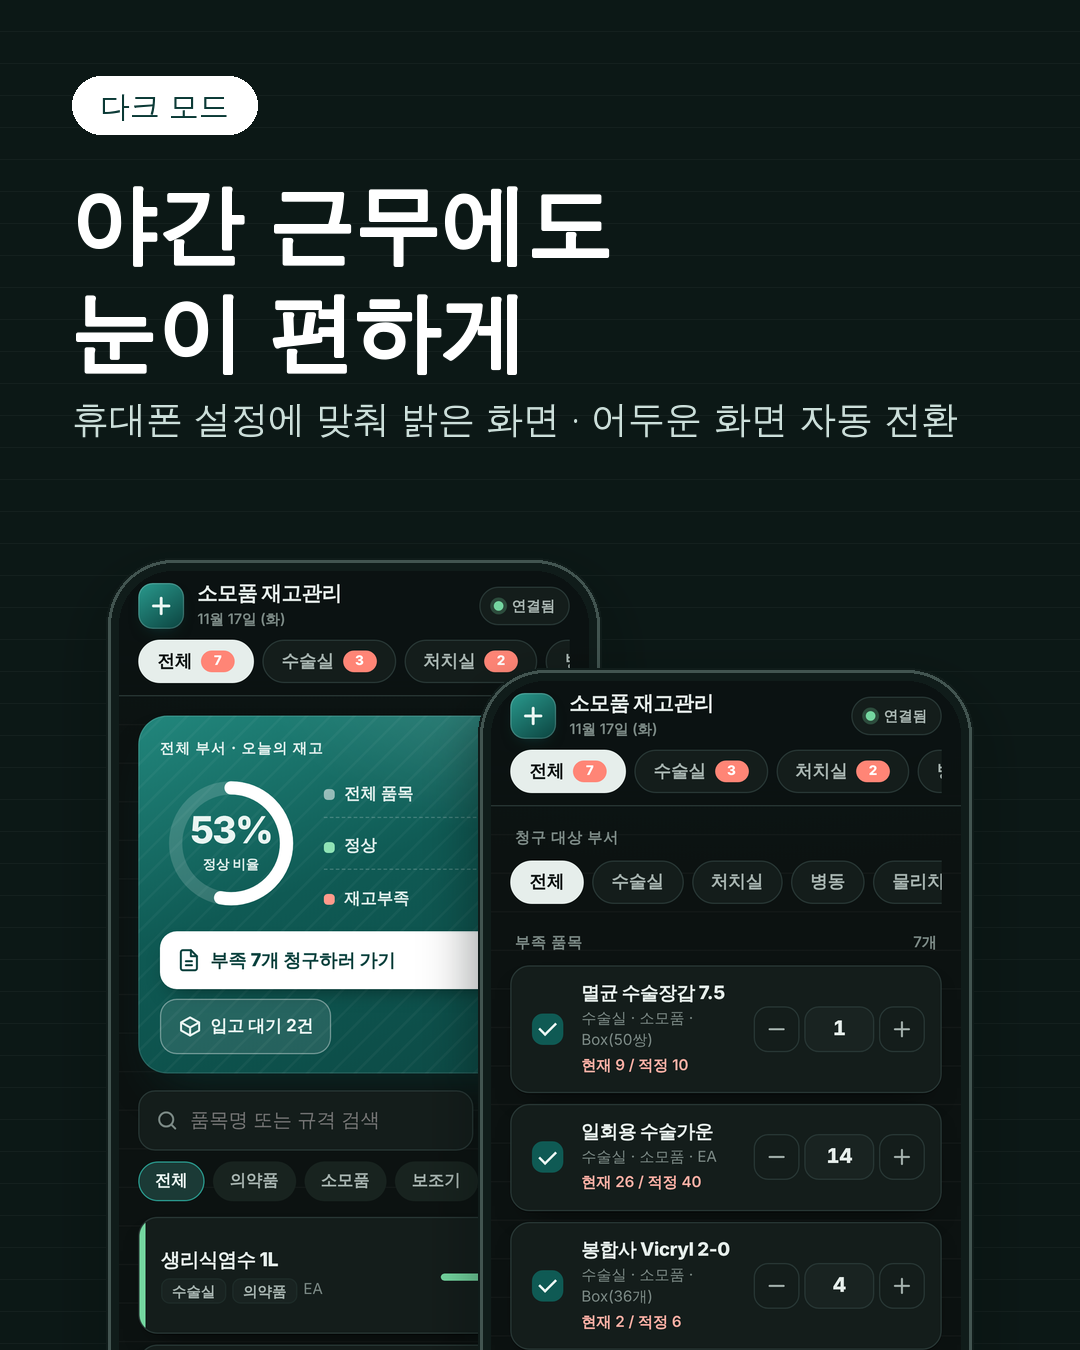 다크 모드
야간 근무에도
눈이 편하게
휴대폰 설정에 맞춰 밝은 화면 · 어두운 화면 자동 전환
소모품 재고관리
11월 17일 (화)
연결됨
전체 7
수술실 3
처치실 2
전체 부서 · 오늘의 재고
53%
정상 비율
전체 품목
정상
재고부족
부족 7개 청구하러 가기
입고 대기 2건
품목명 또는 규격 검색
전체
의약품
소모품
보조기
생리식염수 1L
수술실
의약품
EA
소모품 재고관리
11월 17일 (화)
연결됨
전체 7
수술실 3
처치실 2
청구 대상 부서
전체
수술실
처치실
병동
물리치
부족 품목
7개
멸균 수술장갑 7.5
수술실 · 소모품 ·
Box(50쌍)
현재 9 / 적정 10
1
일회용 수술가운
수술실 · 소모품 · EA
현재 26 / 적정 40
14
봉합사 Vicryl 2-0
수술실 · 소모품 ·
Box(36개)
현재 2 / 적정 6
4